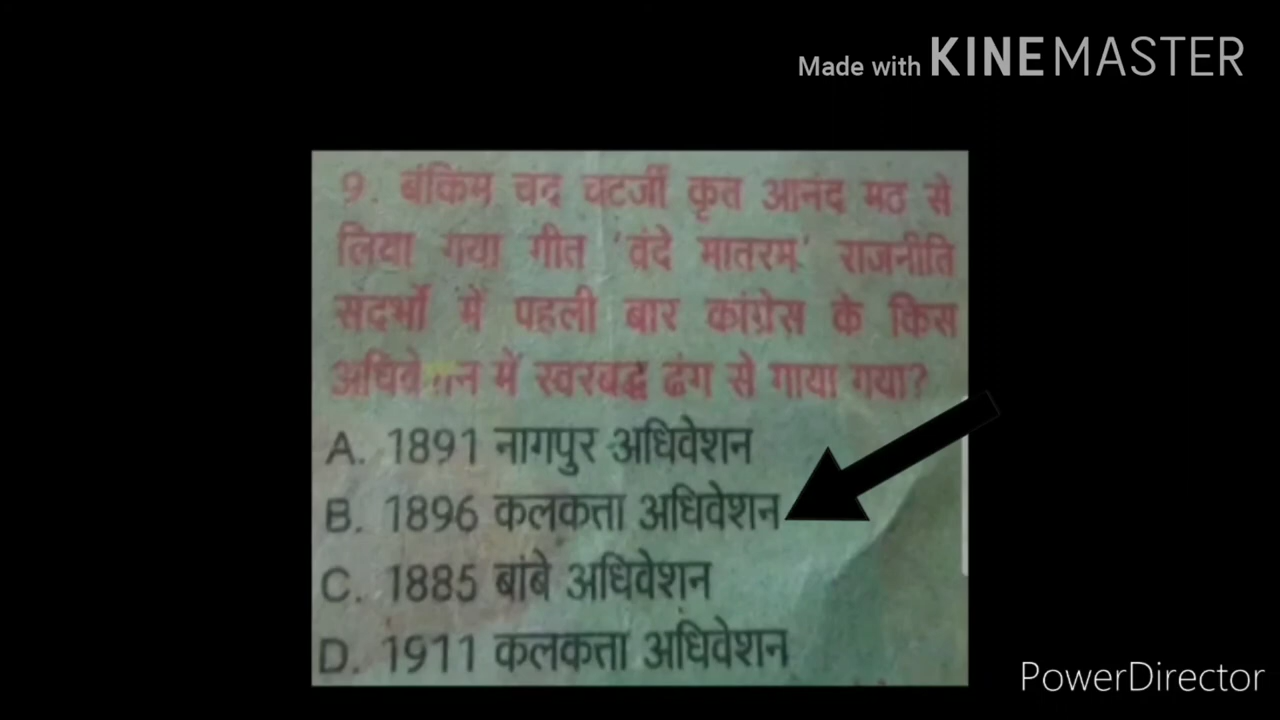 Made with KINEMASTER
9. बंकिम चंद चटर्जी कृत आनंद मठ से
लिया गया गीत 'वंदे मातरम' राजनीति
संदर्भो में पहली बार कांग्रेस के किस
में स्वरबद्ध ढंग से गाया गया?
A. 1891 नागपुर अधिवेशन
B. 1896 कलकत्ता अधिवेशन
C. 1885 बांबे अधिवेशन
D. 1911 कलकत्ता अधिवेशन
PowerDirector